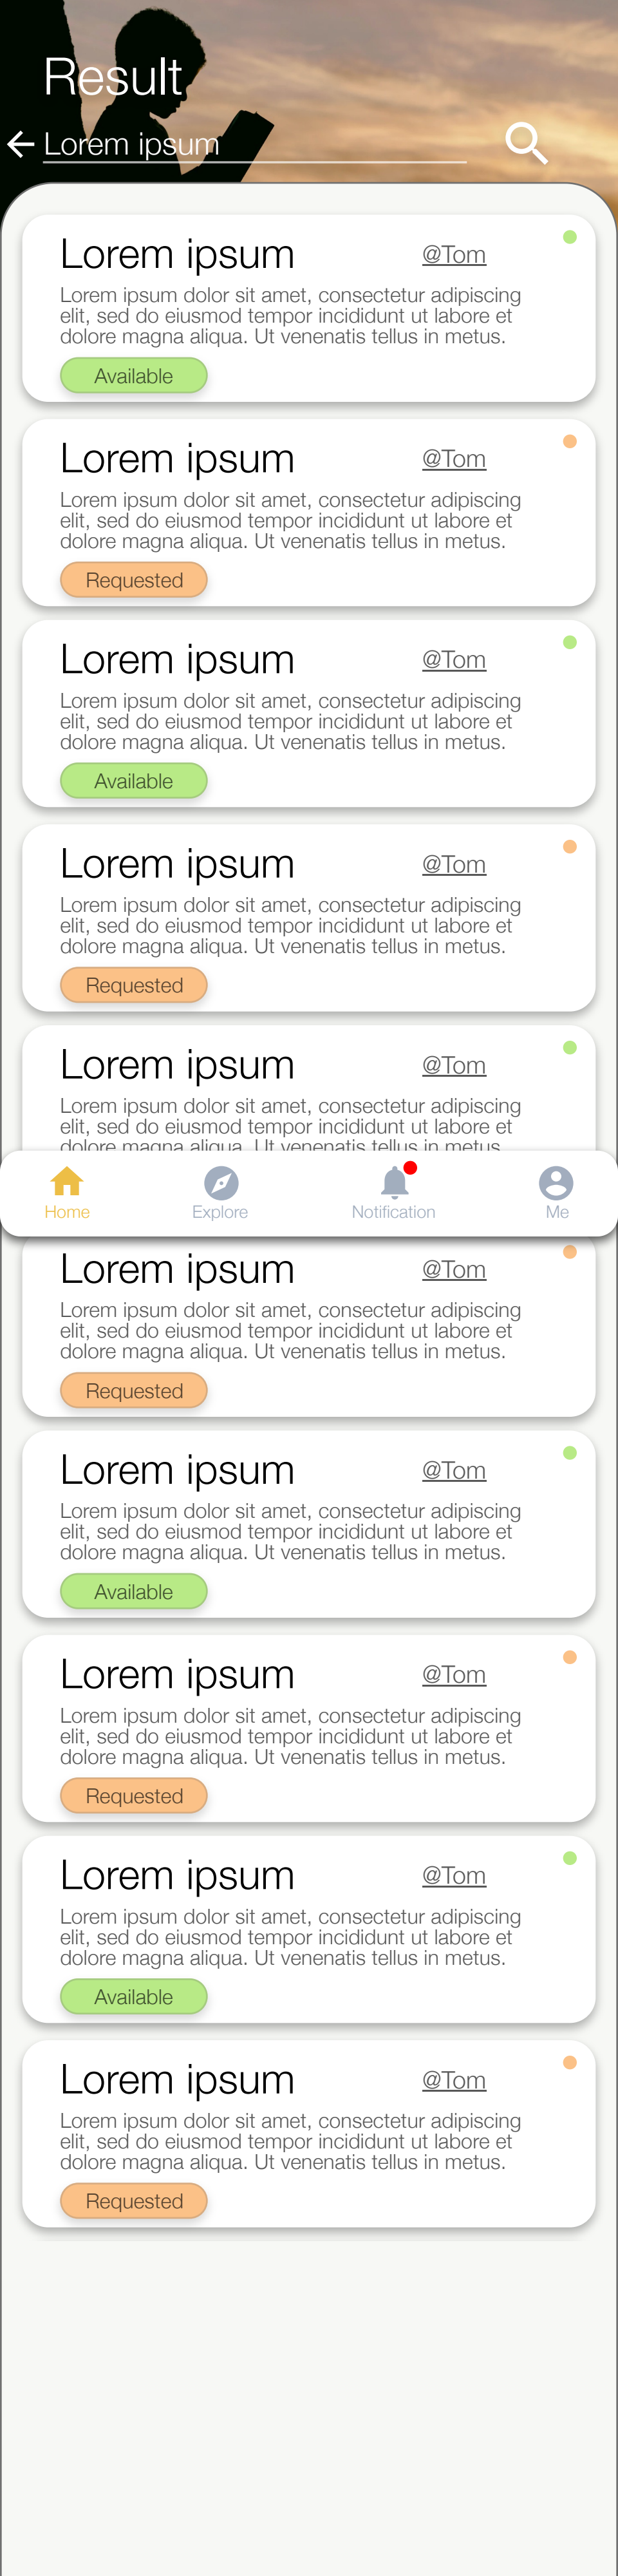 Result
Lorem ipsum
Lorem ipsum @Tom
Lorem ipsum dolor sit amet, consectetur adipiscing
elit, sed do eiusmod tempor incididunt ut labore et
dolore magna aliqua. Ut venenatis tellus in metus.
Available
Lorem ipsum @Tom
Lorem ipsum dolor sit amet, consectetur adipiscing
elit, sed do eiusmod tempor incididunt ut labore et
dolore magna aliqua. Ut venenatis tellus in metus.
Requested
Lorem ipsum @Tom
Lorem ipsum dolor sit amet, consectetur adipiscing
elit, sed do eiusmod tempor incididunt ut labore et
dolore magna aliqua. Ut venenatis tellus in metus.
Available
Lorem ipsum @Tom
Lorem ipsum dolor sit amet, consectetur adipiscing
elit, sed do eiusmod tempor incididunt ut labore et
dolore magna aliqua. Ut venenatis tellus in metus.
Requested
Lorem ipsum @Tom
Lorem ipsum dolor sit amet, consectetur adipiscing
elit, sed do eiusmod tempor incididunt ut labore et
dolore magna aliqua. Ut venenatis tellus in metus.
Home Explore Notification Me
Lorem ipsum @Tom
Lorem ipsum dolor sit amet, consectetur adipiscing
elit, sed do eiusmod tempor incididunt ut labore et
dolore magna aliqua. Ut venenatis tellus in metus.
Requested
Lorem ipsum @Tom
Lorem ipsum dolor sit amet, consectetur adipiscing
elit, sed do eiusmod tempor incididunt ut labore et
dolore magna aliqua. Ut venenatis tellus in metus.
Available
Lorem ipsum @Tom
Lorem ipsum dolor sit amet, consectetur adipiscing
elit, sed do eiusmod tempor incididunt ut labore et
dolore magna aliqua. Ut venenatis tellus in metus.
Requested
Lorem ipsum @Tom
Lorem ipsum dolor sit amet, consectetur adipiscing
elit, sed do eiusmod tempor incididunt ut labore et
dolore magna aliqua. Ut venenatis tellus in metus.
Available
Lorem ipsum @Tom
Lorem ipsum dolor sit amet, consectetur adipiscing
elit, sed do eiusmod tempor incididunt ut labore et
dolore magna aliqua. Ut venenatis tellus in metus.
Requested